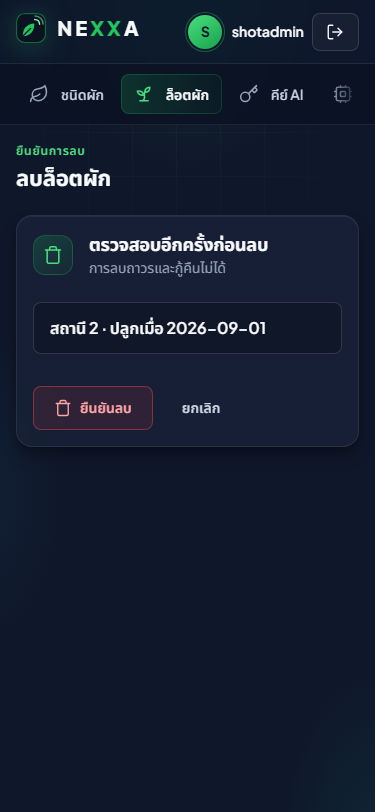 NEXXA
S
shotadmin
ชนิดผัก
ล็อตผัก
คีย์ AI
ยืนยันการลบ
ลบล็อตผัก
ตรวจสอบอีกครั้งก่อนลบ
การลบถาวรและกู้คืนไม่ได้
สถานี 2 · ปลูกเมื่อ 2026-09-01
ยืนยันลบ
ยกเลิก